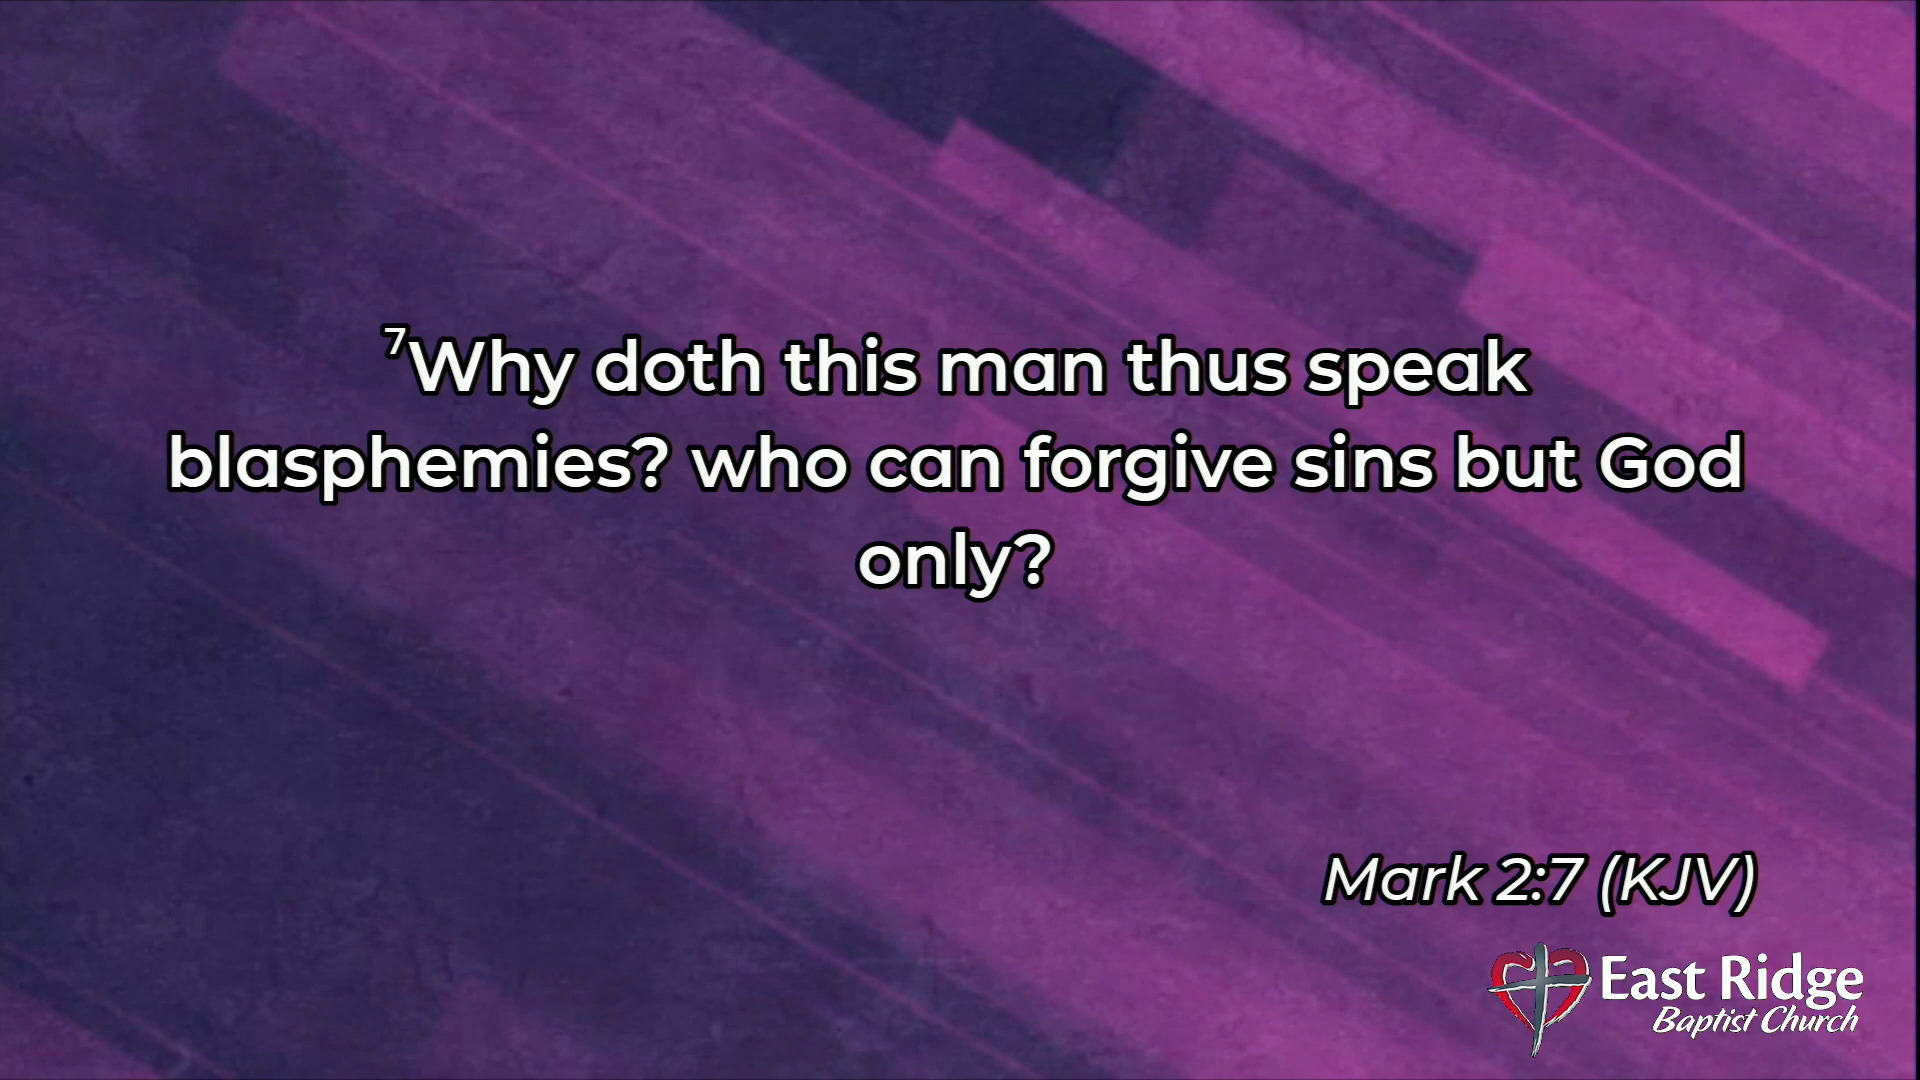 ⁷Why doth this man thus speak
blasphemies? who can forgive sins but God
only?
Mark 2:7 (KJV)
East Ridge
Baptist Church